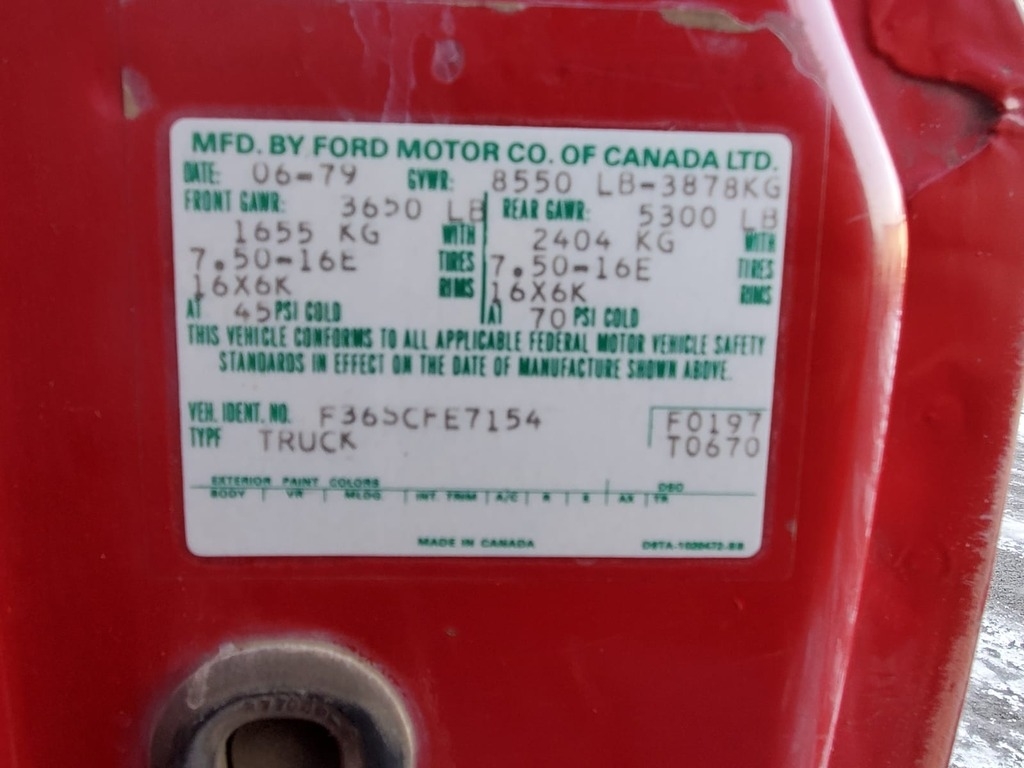 MFD. BY FORD MOTOR CO. OF CANADA LTD.
DATE: 06-79 GVWR: 8550 LB-3878KG
FRONT GAWR: 3650 LB REAR GAWR: 5300 LB
1655 KG WITH 2404 KG WITH
7.50-16E TIRES 7.50-16E TIRES
16X6K RIMS 16X6K RIMS
AT 45 PSI COLD AT 70 PSI COLD
THIS VEHICLE CONFORMS TO ALL APPLICABLE FEDERAL MOTOR VEHICLE SAFETY
STANDARDS IN EFFECT ON THE DATE OF MANUFACTURE SHOWN ABOVE.
VEH. IDENT. NO. F36SCFE7154 F0197
TYPE TRUCK T0670
EXTERIOR PAINT COLORS DSO
BODY VR MLDG INT. TRIM A/C R S AX TR
MADE IN CANADA